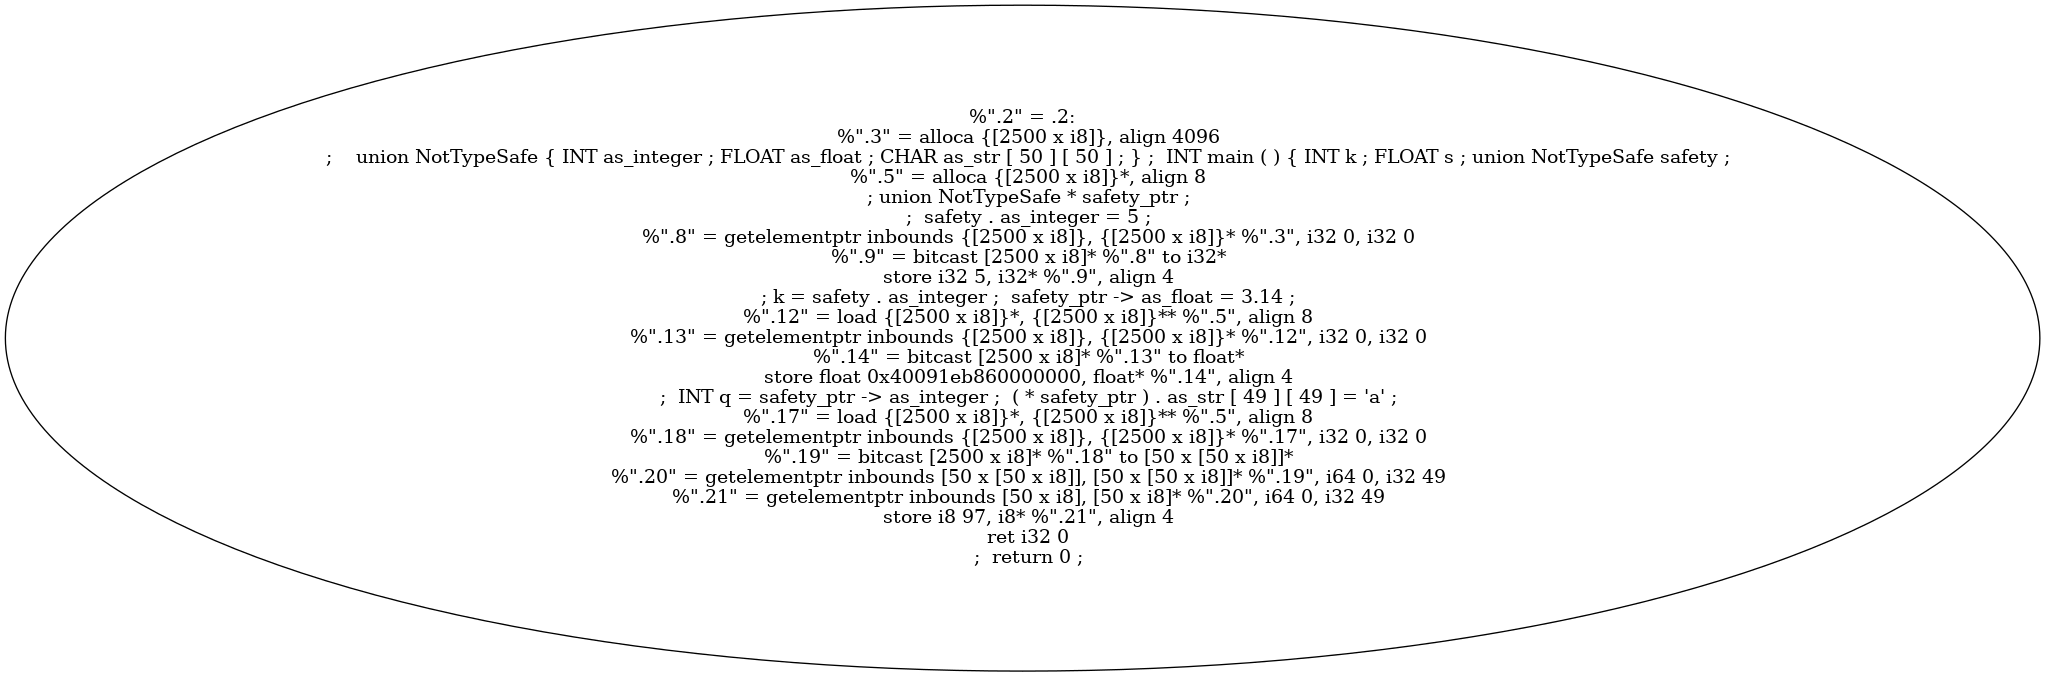 %".2" = .2:
%".3" = alloca {[2500 x i8]}, align 4096
;    union NotTypeSafe { INT as_integer ; FLOAT as_float ; CHAR as_str [ 50 ] [ 50 ] ; } ;  INT main ( ) { INT k ; FLOAT s ; union NotTypeSafe safety ;
%".5" = alloca {[2500 x i8]}*, align 8
; union NotTypeSafe * safety_ptr ;
;  safety . as_integer = 5 ;
%".8" = getelementptr inbounds {[2500 x i8]}, {[2500 x i8]}* %".3", i32 0, i32 0
%".9" = bitcast [2500 x i8]* %".8" to i32*
store i32 5, i32* %".9", align 4
; k = safety . as_integer ;  safety_ptr -> as_float = 3.14 ;
%".12" = load {[2500 x i8]}*, {[2500 x i8]}** %".5", align 8
%".13" = getelementptr inbounds {[2500 x i8]}, {[2500 x i8]}* %".12", i32 0, i32 0
%".14" = bitcast [2500 x i8]* %".13" to float*
store float 0x40091eb860000000, float* %".14", align 4
;  INT q = safety_ptr -> as_integer ;  ( * safety_ptr ) . as_str [ 49 ] [ 49 ] = 'a' ;
%".17" = load {[2500 x i8]}*, {[2500 x i8]}** %".5", align 8
%".18" = getelementptr inbounds {[2500 x i8]}, {[2500 x i8]}* %".17", i32 0, i32 0
%".19" = bitcast [2500 x i8]* %".18" to [50 x [50 x i8]]*
%".20" = getelementptr inbounds [50 x [50 x i8]], [50 x [50 x i8]]* %".19", i64 0, i32 49
%".21" = getelementptr inbounds [50 x i8], [50 x i8]* %".20", i64 0, i32 49
store i8 97, i8* %".21", align 4
ret i32 0
;  return 0 ;